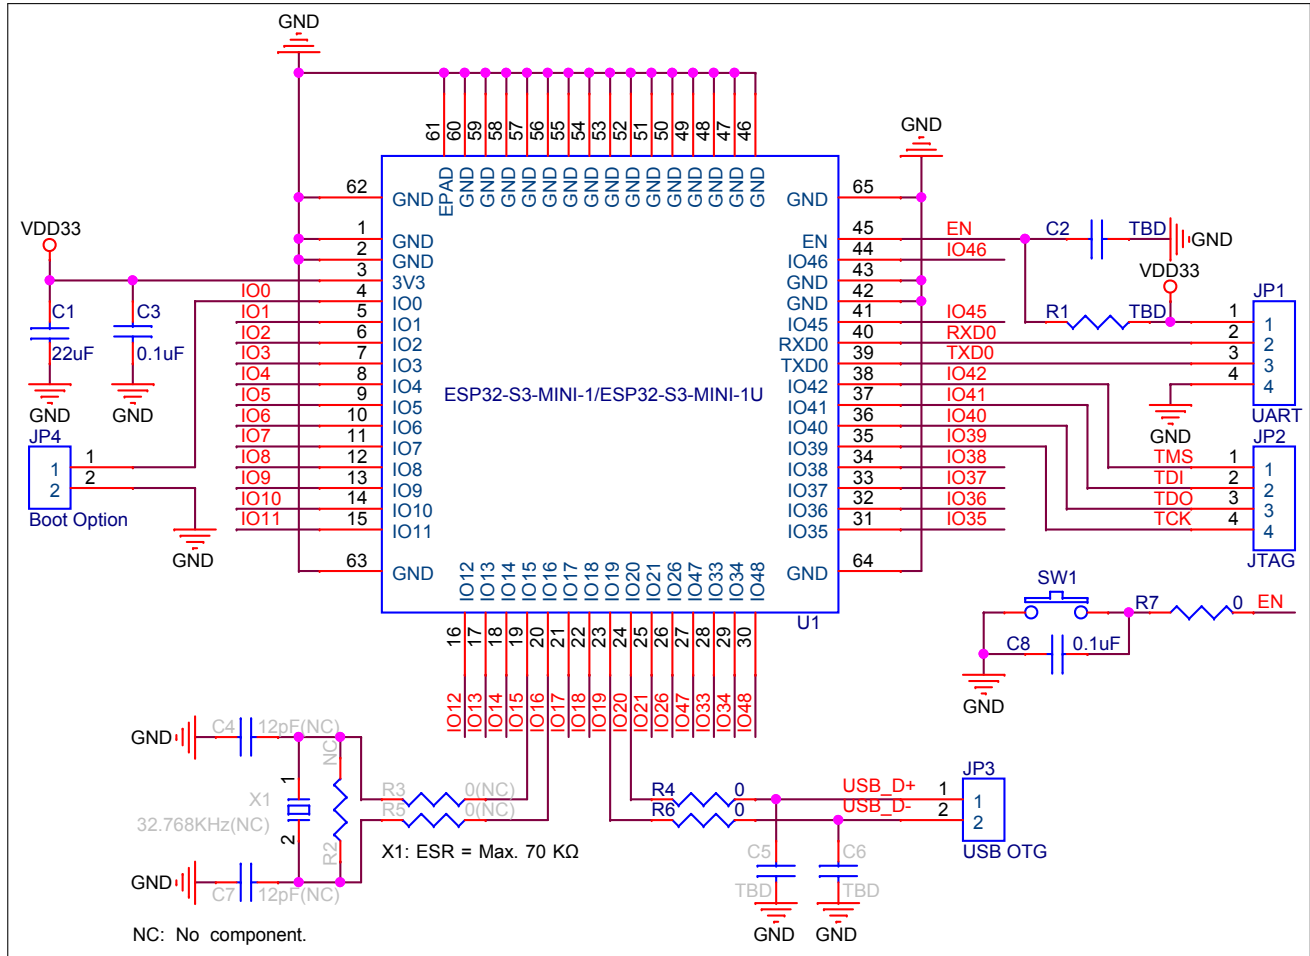 GND
61 60 59 58 57 56 55 54 53 52 51 50 49 48 47 46
EPAD GND GND GND GND GND GND GND GND GND GND GND GND GND GND GND
GND
62 GND
GND 65
VDD33
1 GND
2 GND
3 3V3
IO0 4 IO0
IO1 5 IO1
IO2 6 IO2
IO3 7 IO3
IO4 8 IO4
IO5 9 IO5
IO6 10 IO6
IO7 11 IO7
IO8 12 IO8
IO9 13 IO9
IO10 14 IO10
IO11 15 IO11
63 GND
C1
22uF
GND
C3
0.1uF
GND
JP4
1 1
2 2
Boot Option
GND
ESP32-S3-MINI-1/ESP32-S3-MINI-1U
U1
EN 45 EN
IO46 44 IO46
GND 43
GND 42
IO45 41 IO45
RXD0 40 RXD0
TXD0 39 TXD0
IO42 38 IO42
IO41 37 IO41
IO40 36 IO40
IO39 35 IO39
IO38 34 IO38
IO37 33 IO37
IO36 32 IO36
IO35 31 IO35
GND 64
C2 TBD
GND
VDD33
R1 TBD
JP1
1 1
2 2
3 3
4 4
UART
GND
JP2
TMS 1 1
TDI 2 2
TDO 3 3
TCK 4 4
JTAG
SW1
R7 0 EN
C8 0.1uF
GND
IO12 IO13 IO14 IO15 IO16 IO17 IO18 IO19 IO20 IO21 IO26 IO47 IO33 IO34 IO48
16 17 18 19 20 21 22 23 24 25 26 27 28 29 30
IO12 IO13 IO14 IO15 IO16 IO17 IO18 IO19 IO20 IO21 IO26 IO47 IO33 IO34 IO48
GND C4 12pF(NC)
NC
1
X1
32.768KHz(NC)
2
R2
R3 0(NC)
R5 0(NC)
X1: ESR = Max. 70 KΩ
GND C7 12pF(NC)
NC: No component.
R4 0 USB_D+
R6 0 USB_D-
JP3
1 1
2 2
USB OTG
C5
TBD
GND
C6
TBD
GND